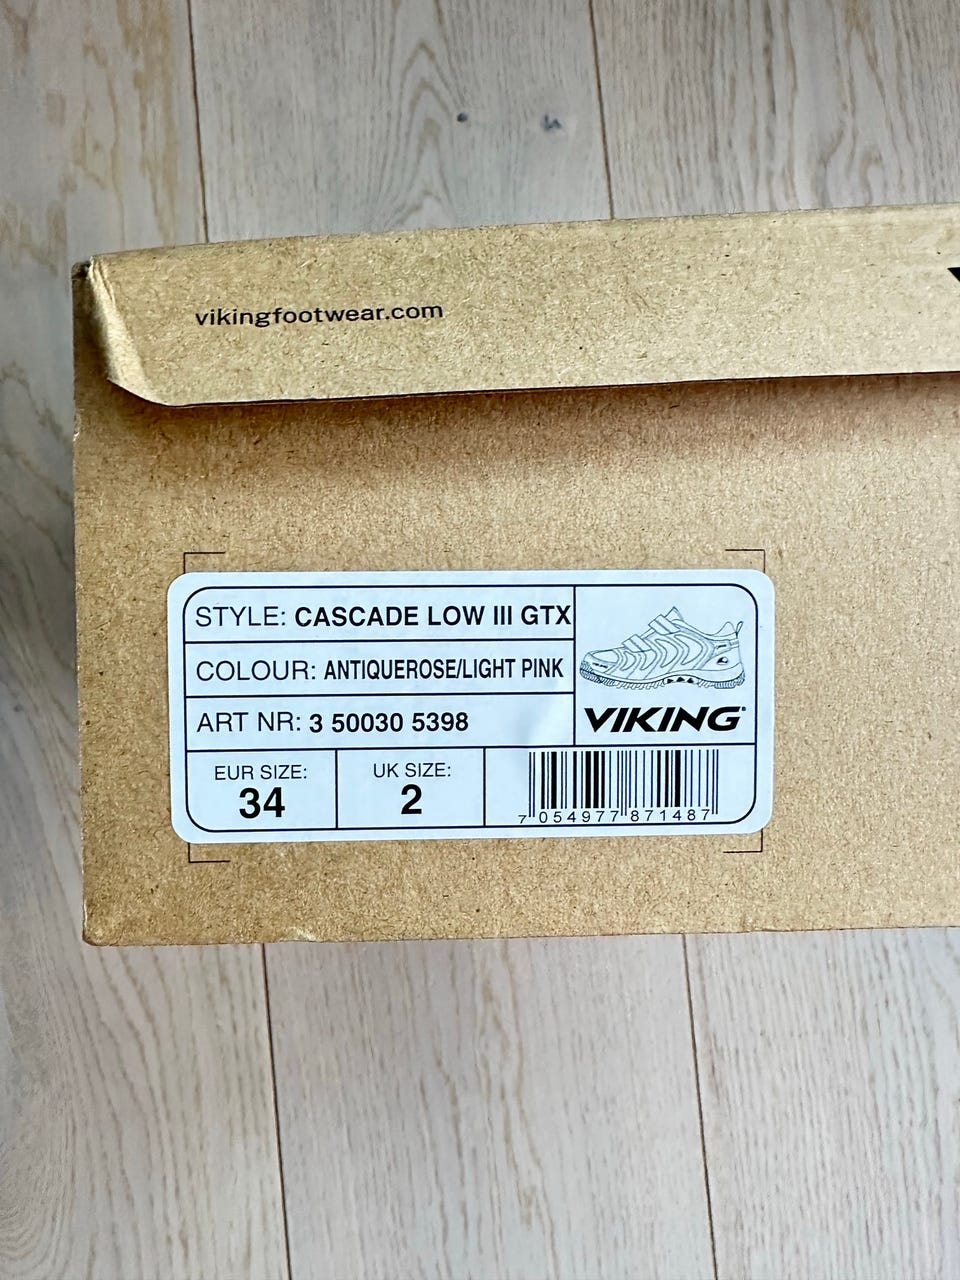 vikingfootwear.com
STYLE: CASCADE LOW III GTX
COLOUR: ANTIQUEROSE/LIGHT PINK
ART NR: 3 50030 5398
VIKING®
EUR SIZE:
34
UK SIZE:
2
7 054977 871487